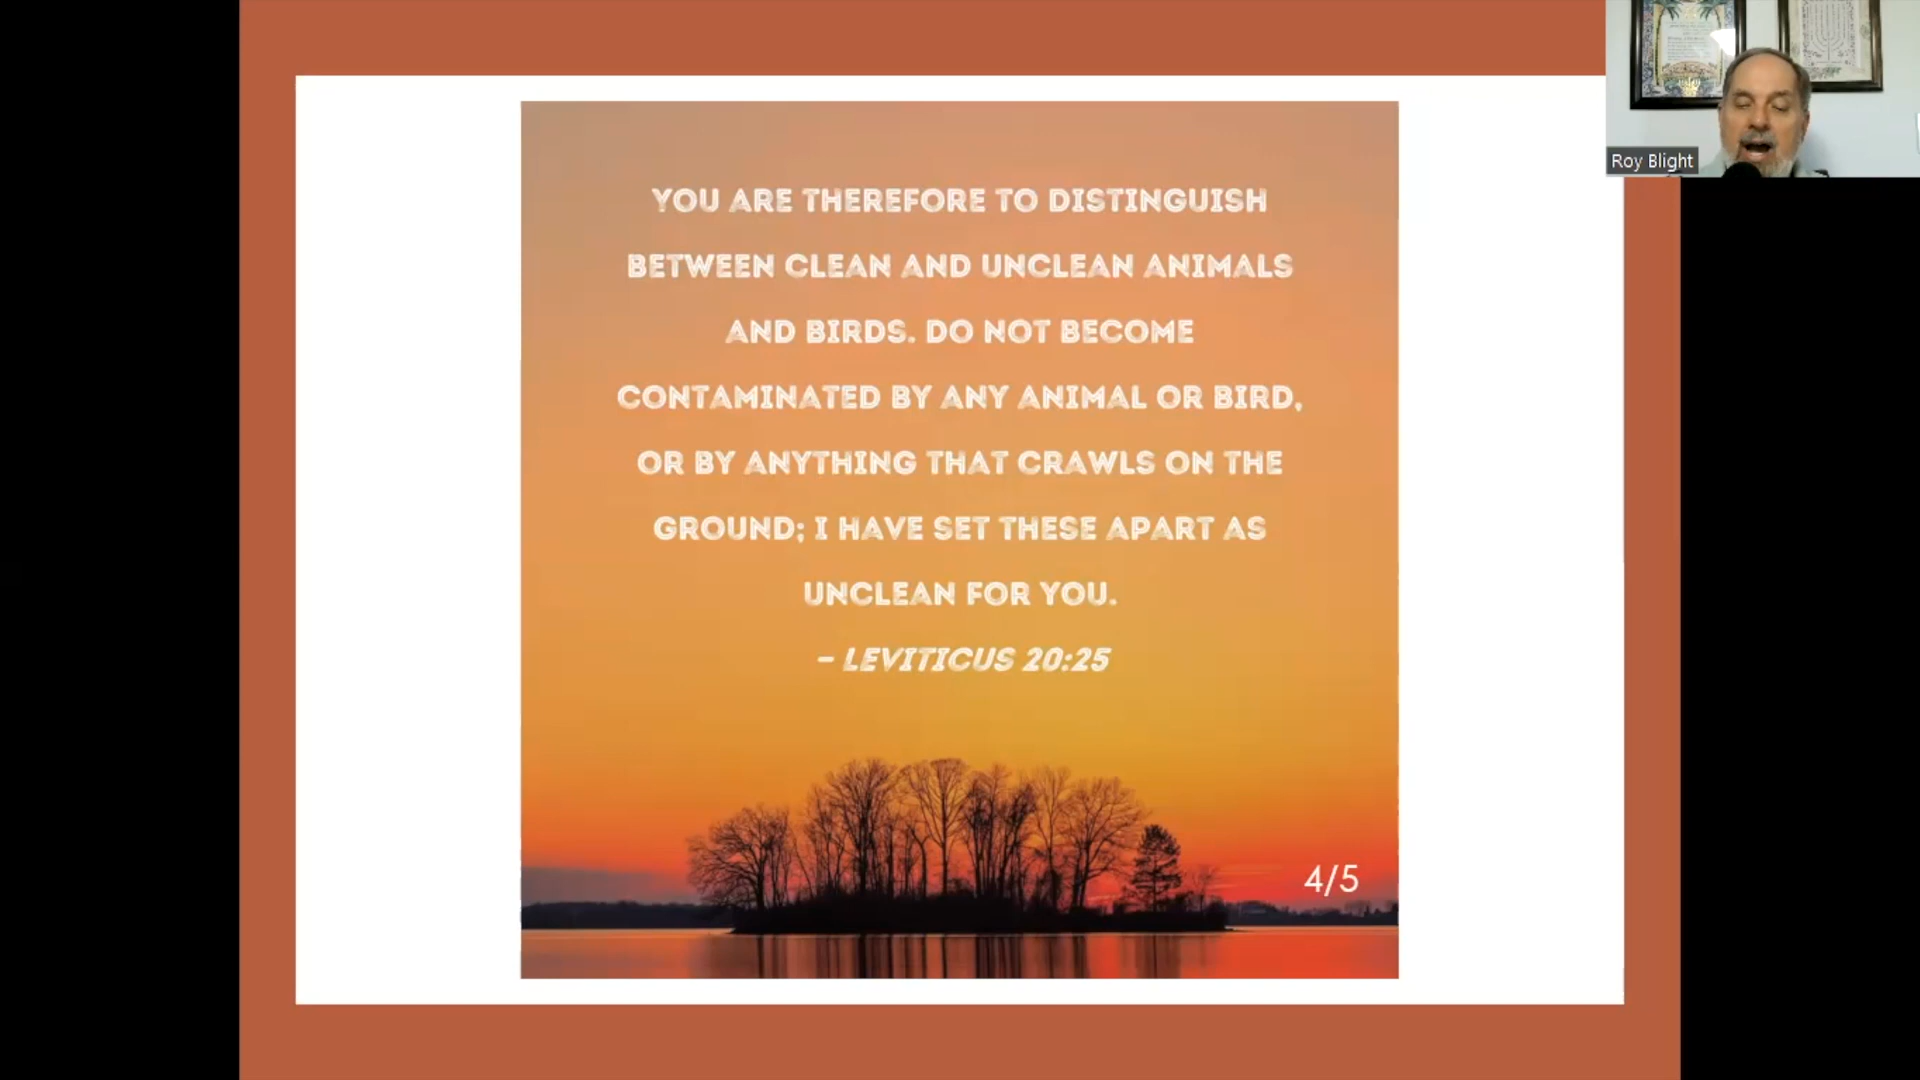 YOU ARE THEREFORE TO DISTINGUISH
BETWEEN CLEAN AND UNCLEAN ANIMALS
AND BIRDS. DO NOT BECOME
CONTAMINATED BY ANY ANIMAL OR BIRD,
OR BY ANYTHING THAT CRAWLS ON THE
GROUND; I HAVE SET THESE APART AS
UNCLEAN FOR YOU.
– LEVITICUS 20:25
4/5
Roy Blight